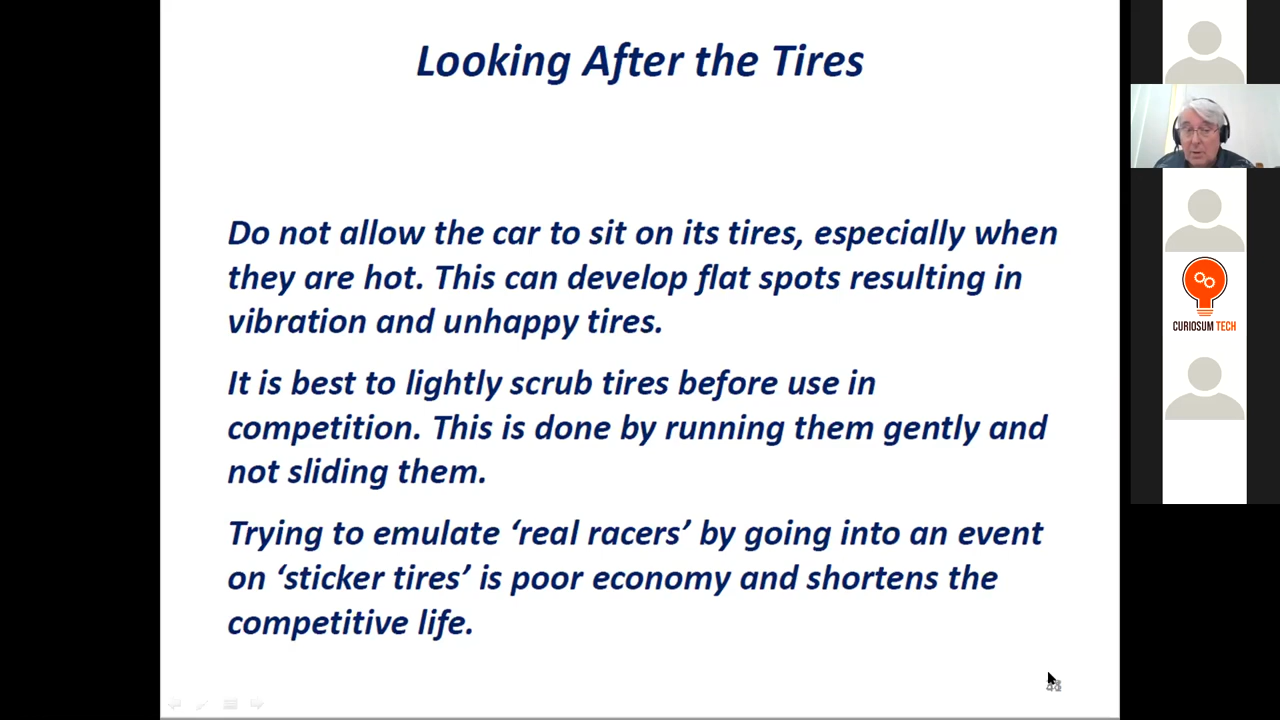 Looking After the Tires
Do not allow the car to sit on its tires, especially when
they are hot. This can develop flat spots resulting in
vibration and unhappy tires.
It is best to lightly scrub tires before use in
competition. This is done by running them gently and
not sliding them.
Trying to emulate ‘real racers’ by going into an event
on ‘sticker tires’ is poor economy and shortens the
competitive life.
CURIOSUM TECH